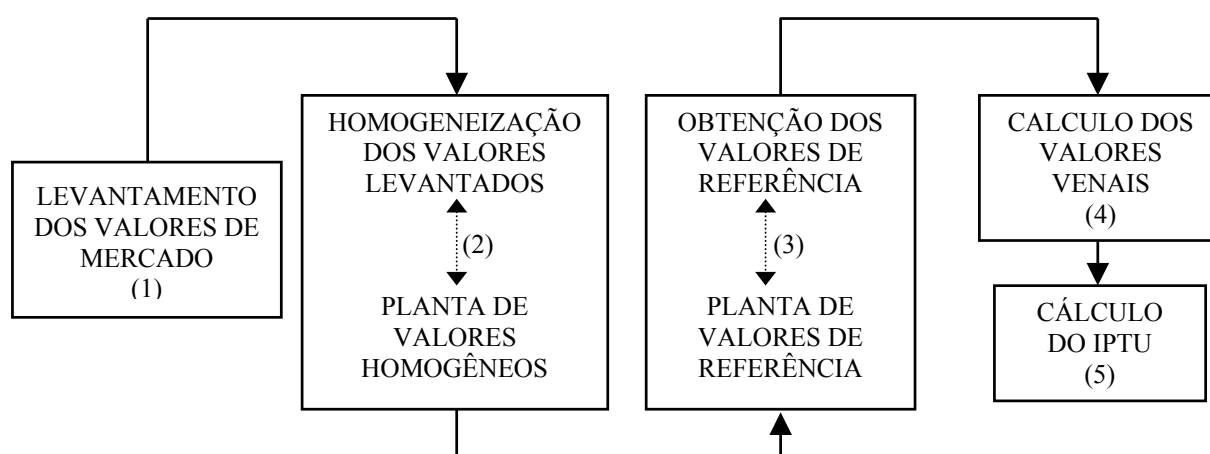 LEVANTAMENTO
DOS VALORES DE
MERCADO
(1)
HOMOGENEIZAÇÃO
DOS VALORES
LEVANTADOS
(2)
PLANTA DE
VALORES
HOMOGÊNEOS
OBTENÇÃO DOS
VALORES DE
REFERÊNCIA
(3)
PLANTA DE
VALORES DE
REFERÊNCIA
CALCULO DOS
VALORES
VENAIS
(4)
CÁLCULO
DO IPTU
(5)